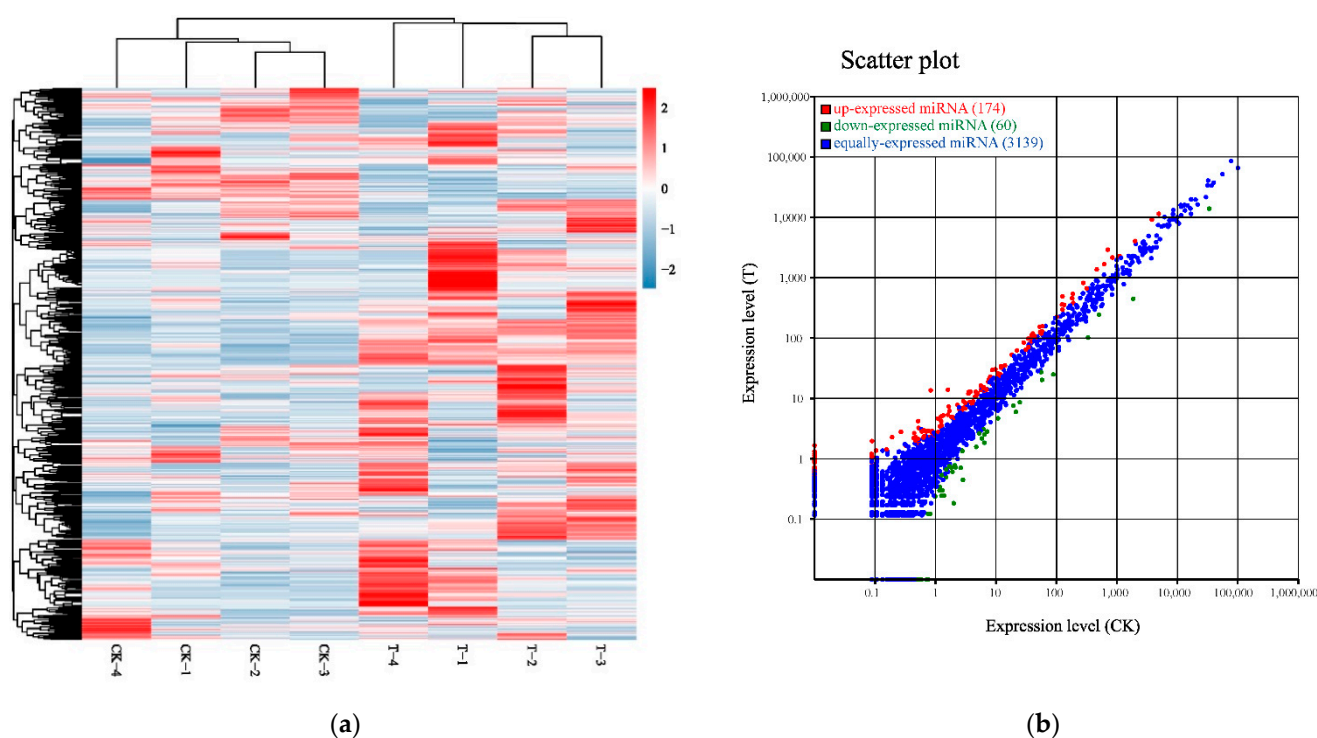 2
1
0
−1
−2
CK−4
CK−1
CK−2
CK−3
T−4
T−1
T−2
T−3
(a)
Scatter plot
up-expressed miRNA (174)
down-expressed miRNA (60)
equally-expressed miRNA (3139)
Expression level (T)
1,000,000
100,000
1,0000
1,000
100
10
1
0.1
0.1 1 10 100 1,000 10,000 100,000 1,000,000
Expression level (CK)
(b)